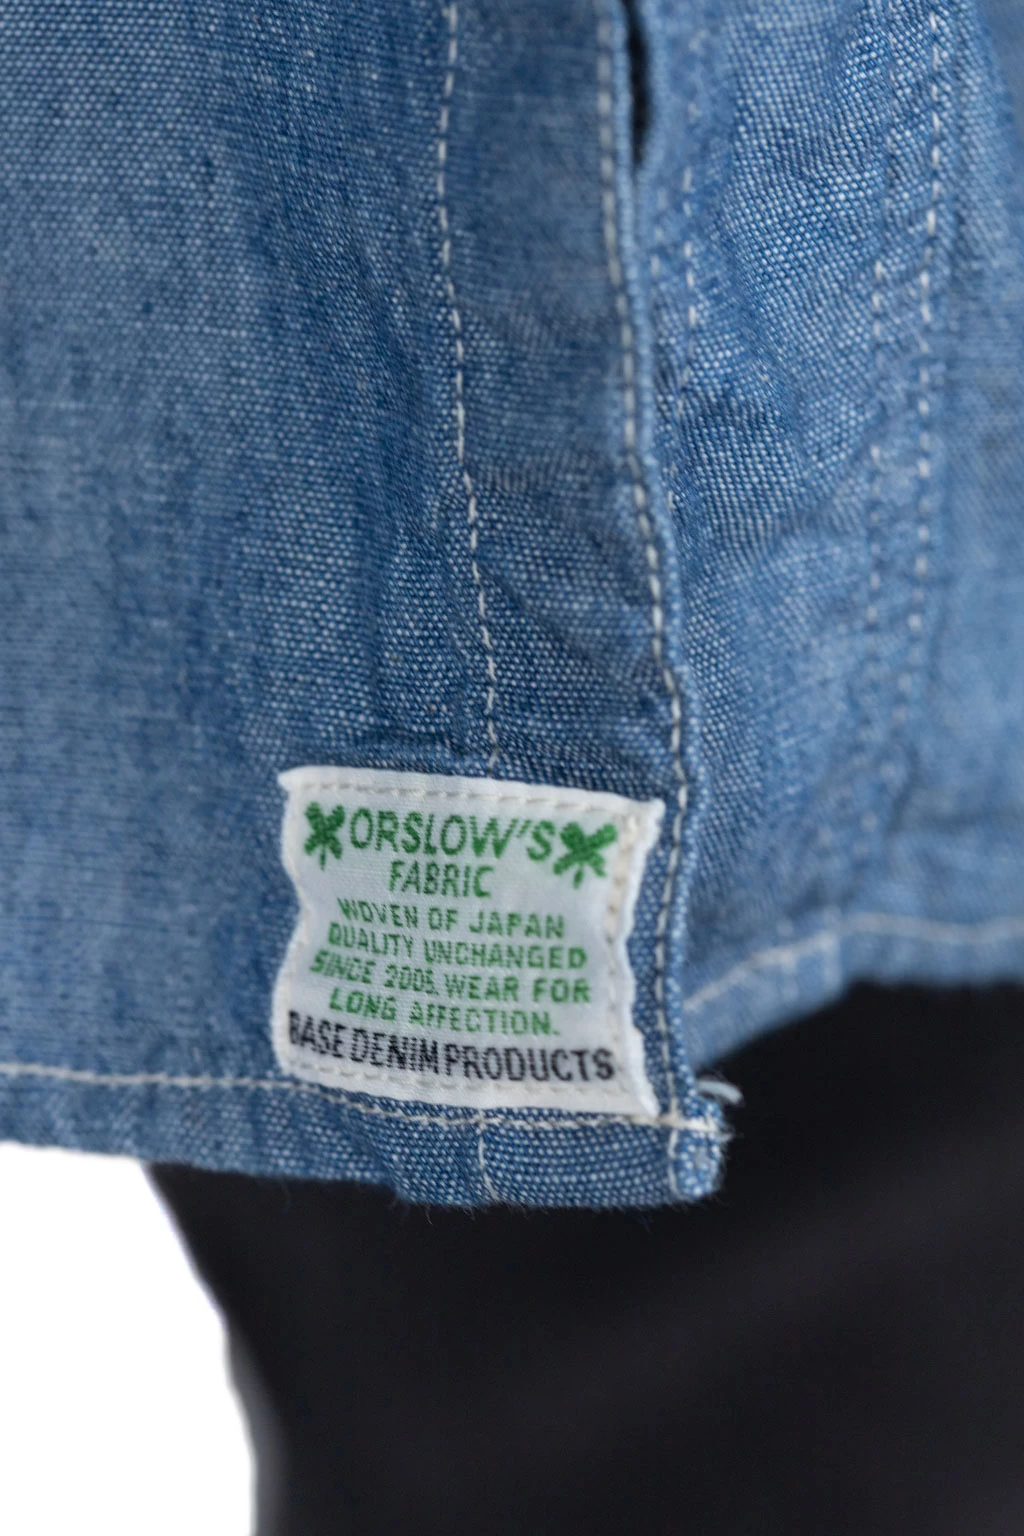 ORSLOW'S
FABRIC
WOVEN OF JAPAN
QUALITY UNCHANGED
SINCE 2005. WEAR FOR
LONG AFFECTION.
BASE DENIM PRODUCTS